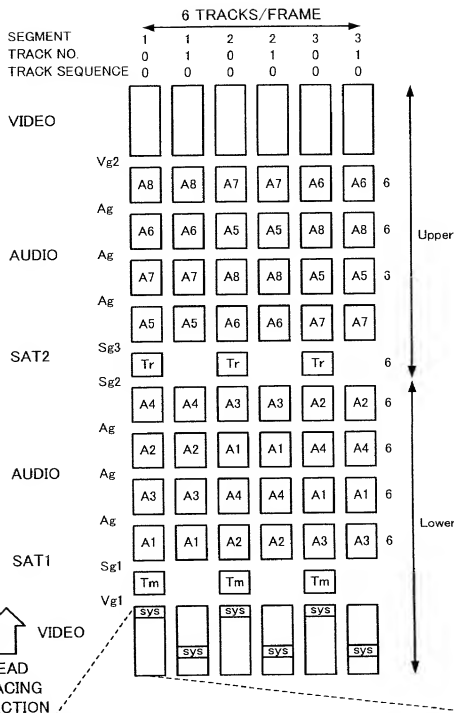 6 TRACKS/FRAME
SEGMENT 1 1 2 2 3 3
TRACK NO. 0 1 0 1 0 1
TRACK SEQUENCE 0 0 0 0 0 0
VIDEO
Vg2
A8 A8 A7 A7 A6 A6 6
Ag
A6 A6 A5 A5 A8 A8 6
Upper
AUDIO
Ag
A7 A7 A8 A8 A5 A5
Ag
A5 A5 A6 A6 A7 A7
SAT2
Sg3
Tr Tr Tr 6
Sg2
A4 A4 A3 A3 A2 A2 6
Ag
A2 A2 A1 A1 A4 A4 6
AUDIO
Ag
A3 A3 A4 A4 A1 A1 6
Lower
Ag
A1 A1 A2 A2 A3 A3 6
SAT1
Sg1
Tm Tm Tm
Vg1
sys sys sys
VIDEO
sys sys sys
EAD
ACING
CTION